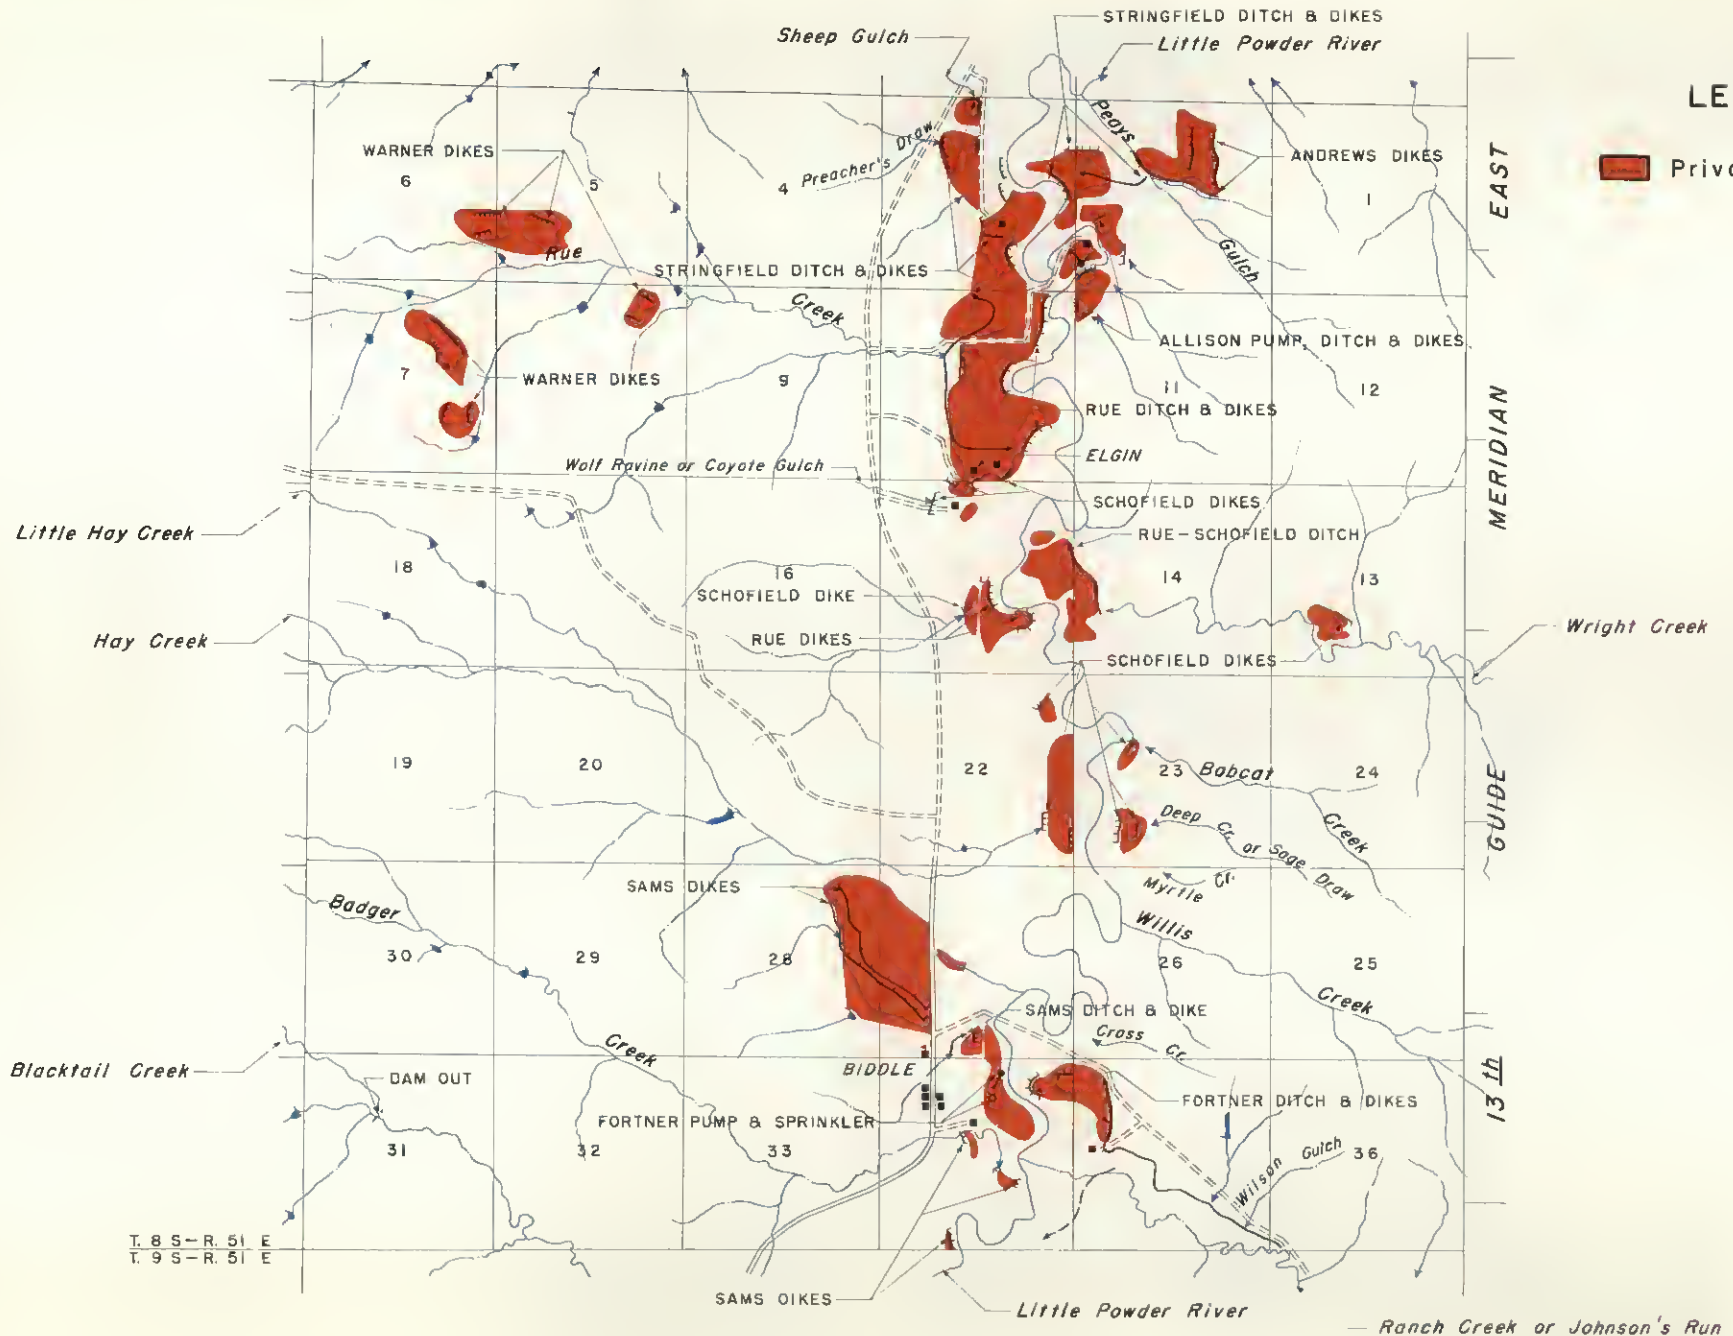 STRINGFIELD DITCH & DIKES
Sheep Gulch
Little Powder River
LE
Peays
Gulch
Preacher's Draw
WARNER DIKES
ANDREWS DIKES
Priva
6
5
4
1
EAST
Rue
Creek
STRINGFIELD DITCH & DIKES
ALLISON PUMP, DITCH & DIKES
7
WARNER DIKES
9
11
12
RUE DITCH & DIKES
MERIDIAN
ELGIN
Wolf Ravine or Coyote Gulch
SCHOFIELD DIKES
Little Hay Creek
RUE-SCHOFIELD DITCH
18
16
14
13
SCHOFIELD DIKE
Hay Creek
RUE DIKES
Wright Creek
SCHOFIELD DIKES
19
20
22
23
Bobcat
Creek
24
GUIDE
Deep Cr. or Sage Draw
Myrtle Cr.
SAMS DIKES
Badger
Creek
Willis
Creek
30
29
28
26
25
SAMS DITCH & DIKE
Cross Cr.
Blacktail Creek
DAM OUT
BIDDLE
FORTNER DITCH & DIKES
13th
FORTNER PUMP & SPRINKLER
31
32
33
Wilson Gulch
36
T. 8 S-R. 51 E
T. 9 S-R. 51 E
SAMS OIKES
Little Powder River
Ranch Creek or Johnson's Run